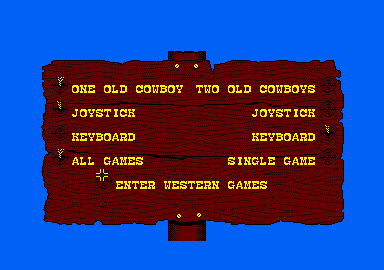 ONE OLD COWBOY TWO OLD COWBOYS
JOYSTICK JOYSTICK
KEYBOARD KEYBOARD
ALL GAMES SINGLE GAME
ENTER WESTERN GAMES